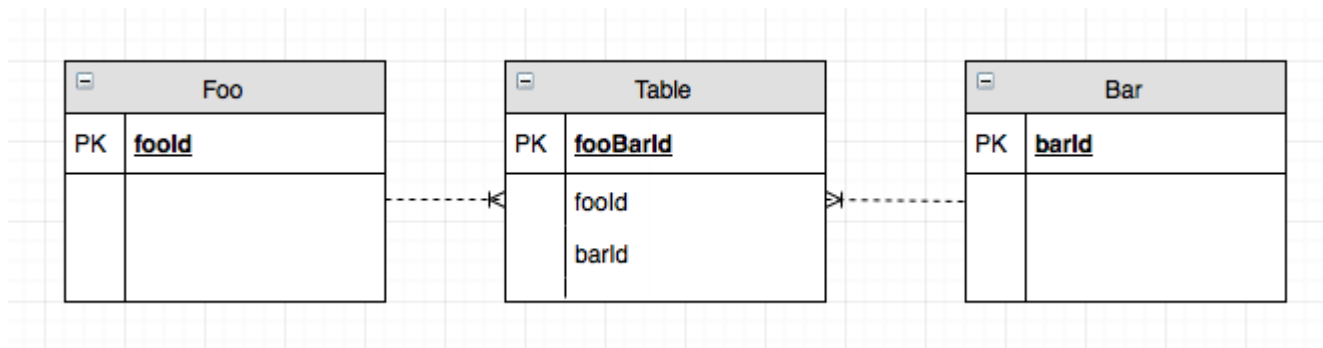 Foo
PK fooId
Table
PK fooBarId
fooId
barId
Bar
PK barId